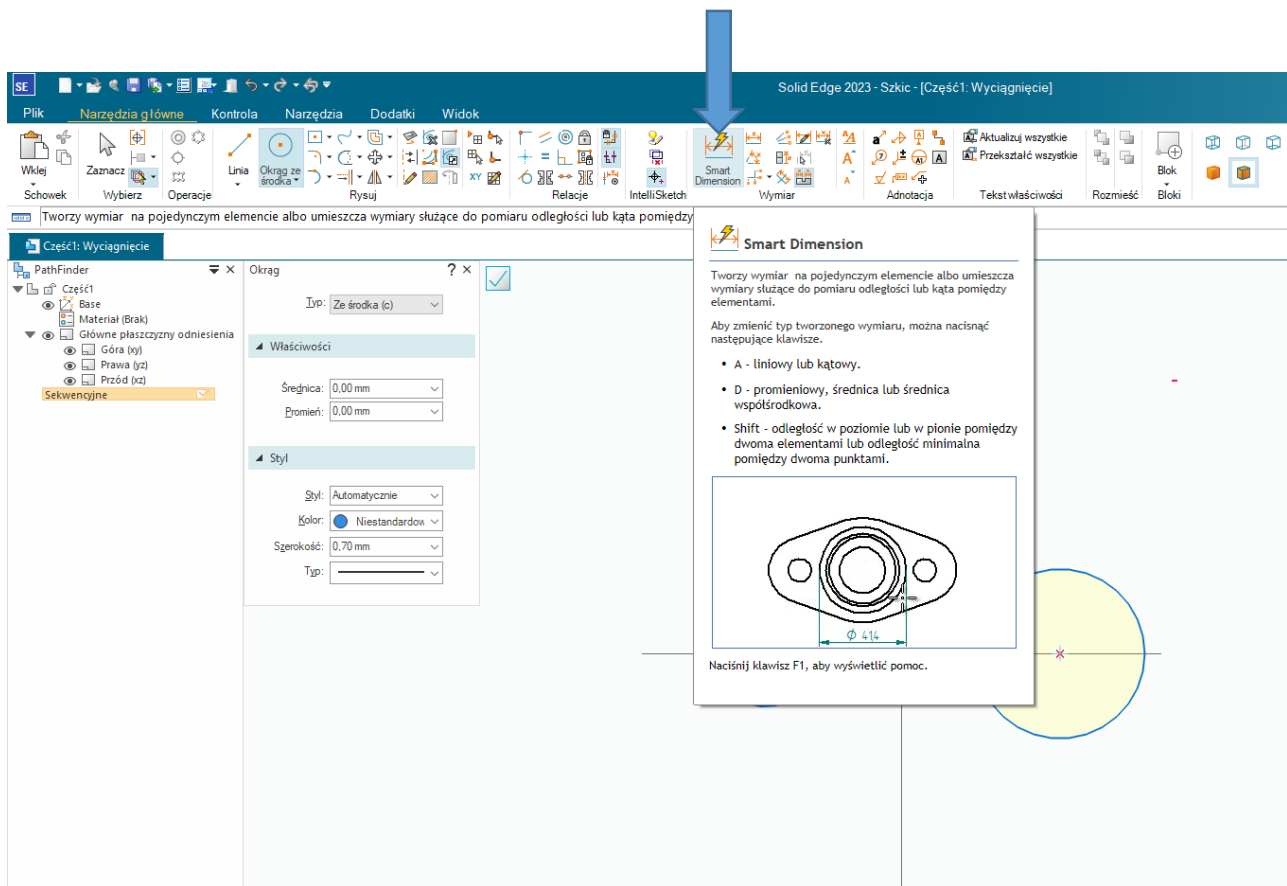 SE
Solid Edge 2023 - Szkic - [Część1: Wyciągnięcie]
Plik Narzędzia główne Kontrola Narzędzia Dodatki Widok
Wklej
Zaznacz
Linia
Okrąg ze środka
XY
Smart Dimension
Aktualizuj wszystkie
Przekształć wszystkie
Blok
Schowek Wybierz Operacje Rysuj Relacje IntelliSketch Wymiar Adnotacja Tekst właściwości Rozmieść Bloki
Tworzy wymiar na pojedynczym elemencie albo umieszcza wymiary służące do pomiaru odległości lub kąta pomiędzy
Część1: Wyciągnięcie
PathFinder
Część1
Base
Materiał (Brak)
Główne płaszczyzny odniesienia
Góra (xy)
Prawa (yz)
Przód (xz)
Sekwencyjne
Okrąg ? ×
Typ: Ze środka (c)
Właściwości
Średnica: 0,00 mm
Promień: 0,00 mm
Styl
Styl: Automatycznie
Kolor: Niestandardow
Szerokość: 0,70 mm
Typ:
Smart Dimension
Tworzy wymiar na pojedynczym elemencie albo umieszcza
wymiary służące do pomiaru odległości lub kąta pomiędzy
elementami.
Aby zmienić typ tworzonego wymiaru, można nacisnąć
następujące klawisze.
• A - liniowy lub kątowy.
• D - promieniowy, średnica lub średnica
współśrodkowa.
• Shift - odległość w poziomie lub w pionie pomiędzy
dwoma elementami lub odległość minimalna
pomiędzy dwoma punktami.
Ø 414
Naciśnij klawisz F1, aby wyświetlić pomoc.